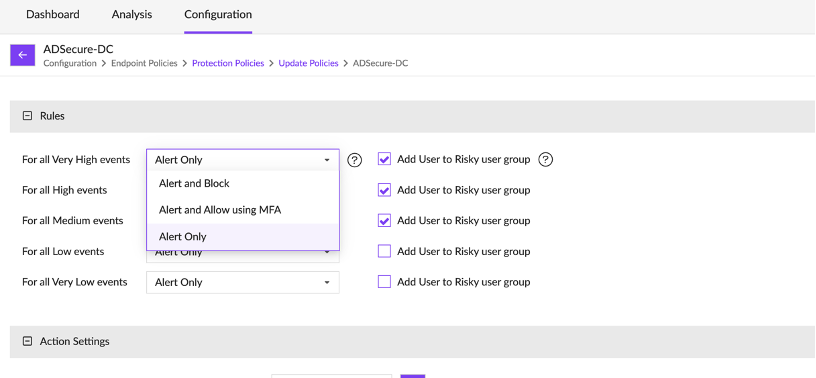 Dashboard Analysis Configuration
ADSecure-DC
Configuration > Endpoint Policies > Protection Policies > Update Policies > ADSecure-DC
Rules
For all Very High events Alert Only ? Add User to Risky user group ?
Alert and Block
For all High events Add User to Risky user group
Alert and Allow using MFA
For all Medium events Add User to Risky user group
Alert Only
For all Low events Alert Only Add User to Risky user group
For all Very Low events Alert Only Add User to Risky user group
Action Settings